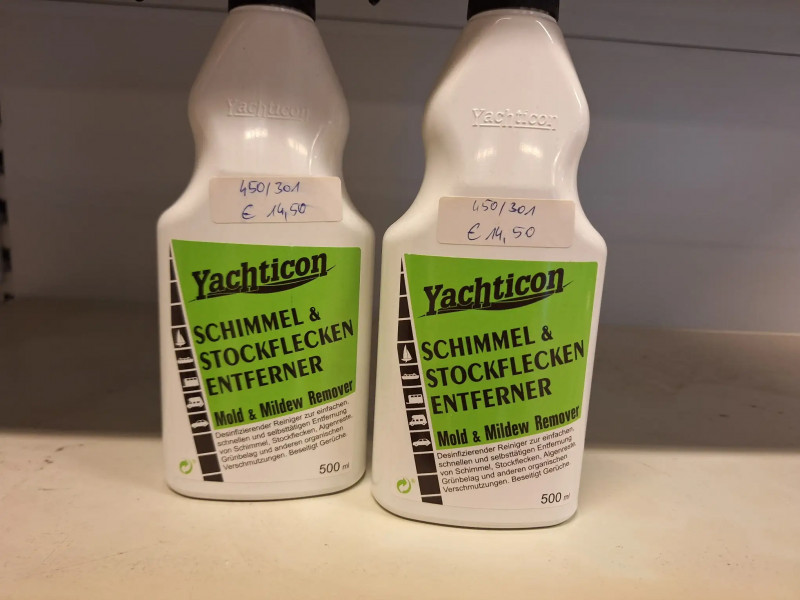 Yachticon
450/301
€ 14,50
Yachticon
SCHIMMEL &
STOCKFLECKEN
ENTFERNER
Mold & Mildew Remover
Desinfizierender Reiniger zur einfachen,
schnellen und selbsttätigen Entfernung
von Schimmel, Stockflecken, Algenreste,
Grünbelag und anderen organischen
Verschmutzungen. Beseitigt Gerüche.
500 ml
Yachticon
450/301
€ 14,50
Yachticon
SCHIMMEL &
STOCKFLECKEN
ENTFERNER
Mold & Mildew Remover
Desinfizierender Reiniger zur einfachen,
schnellen und selbsttätigen Entfernung
von Schimmel, Stockflecken, Algenreste,
Grünbelag und anderen organischen
Verschmutzungen. Beseitigt Gerüche.
500 ml